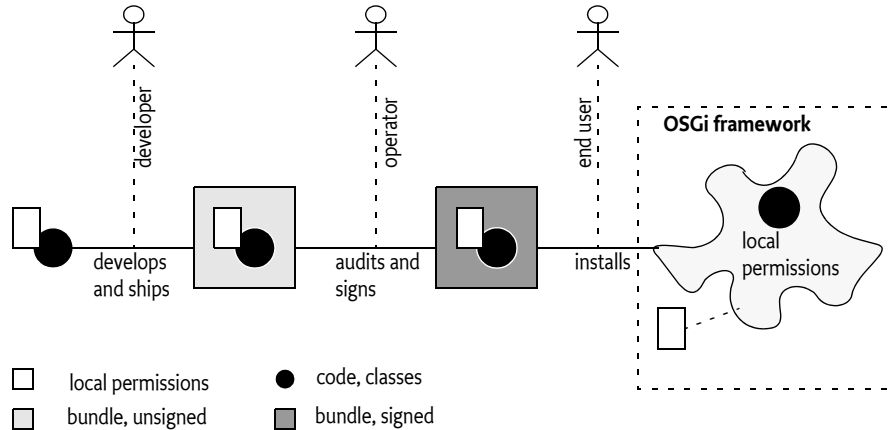 developer
operator
end user
OSGi framework
develops
and ships
audits and
signs
installs
local
permissions
local permissions
code, classes
bundle, unsigned
bundle, signed